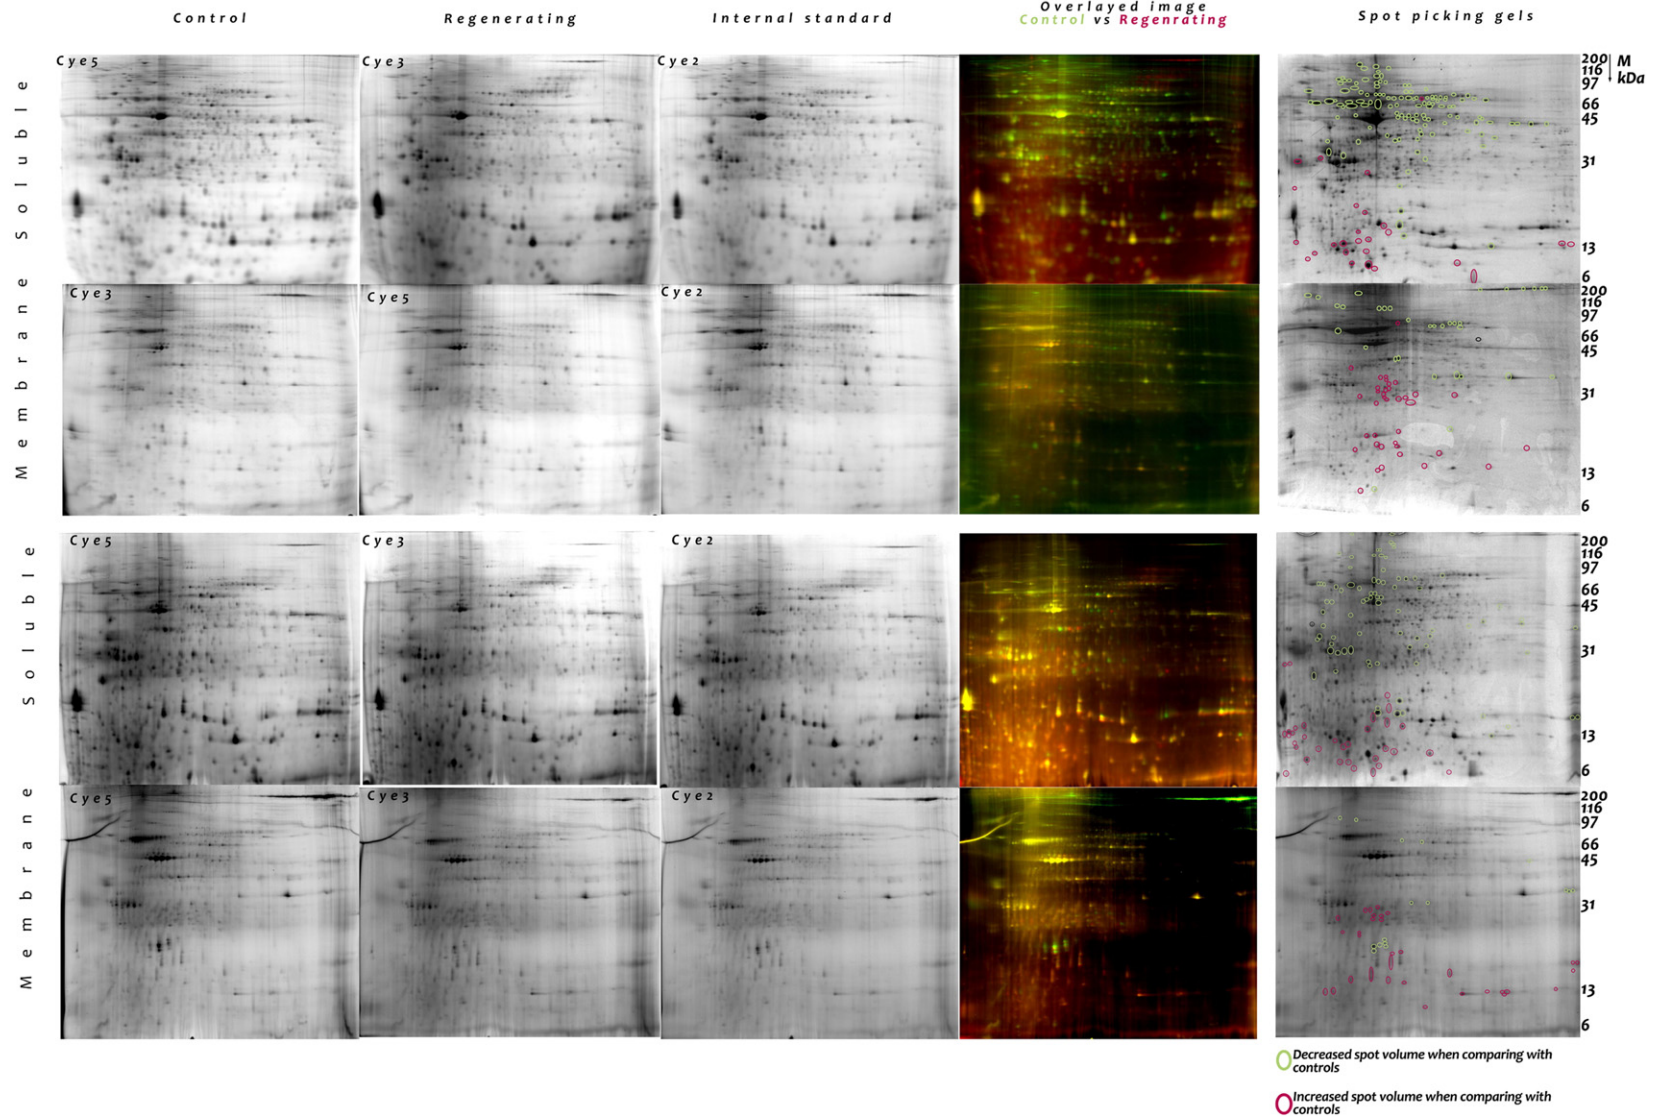 Control
Regenerating
Internal standard
Overlayed image
Control vs Regenrating
Spot picking gels
Soluble
Cye5
Cye3
Cye2
200
116
97
66
45
31
13
6
M
kDa
Membrane
Cye3
Cye5
Cye2
200
116
97
66
45
31
13
6
Soluble
Cye5
Cye3
Cye2
200
116
97
66
45
31
13
6
Membrane
Cye5
Cye3
Cye2
200
116
97
66
45
31
13
6
Decreased spot volume when comparing with
controls
Increased spot volume when comparing with
controls